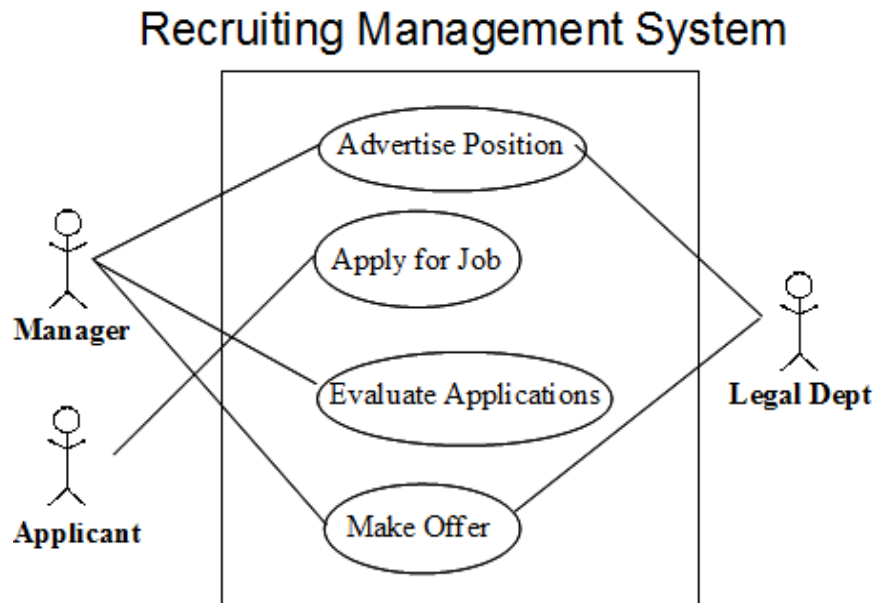 Recruiting Management System
Advertise Position
Apply for Job
Manager
Evaluate Applications
Legal Dept
Applicant
Make Offer